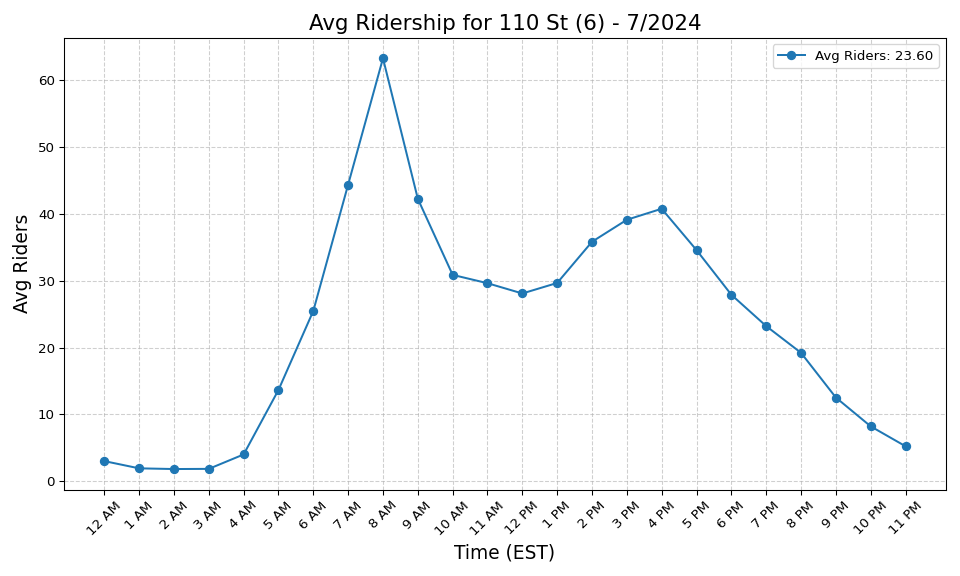 Avg Ridership for 110 St (6) - 7/2024
Avg Riders: 23.60
Avg Riders
60
50
40
30
20
10
0
12 AM
1 AM
2 AM
3 AM
4 AM
5 AM
6 AM
7 AM
8 AM
9 AM
10 AM
11 AM
12 PM
1 PM
2 PM
3 PM
4 PM
5 PM
6 PM
7 PM
8 PM
9 PM
10 PM
11 PM
Time (EST)